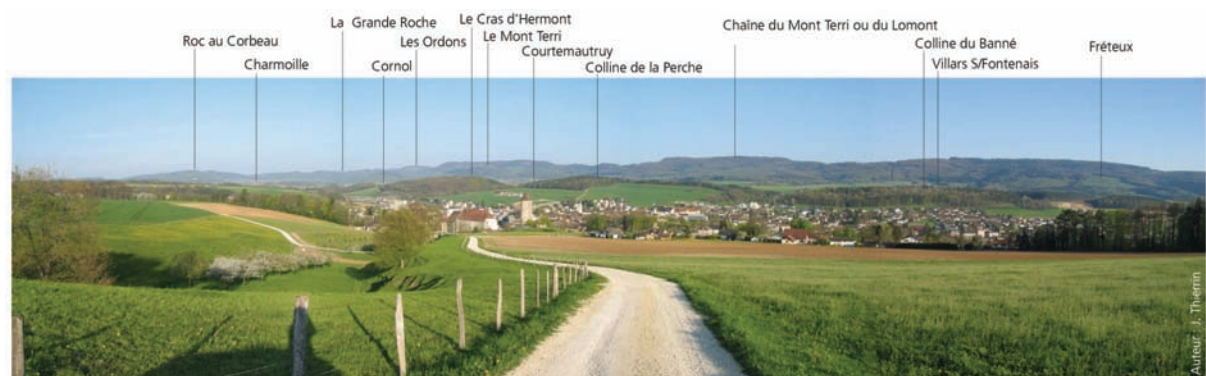 Roc au Corbeau
Charmoille
La Grande Roche
Cornol
Les Ordons
Le Cras d'Hermont
Le Mont Terri
Courtemautruy
Colline de la Perche
Chaîne du Mont Terri ou du Lomont
Colline du Banné
Villars S/Fontenais
Fréteux
Auteur : J. Thierrin